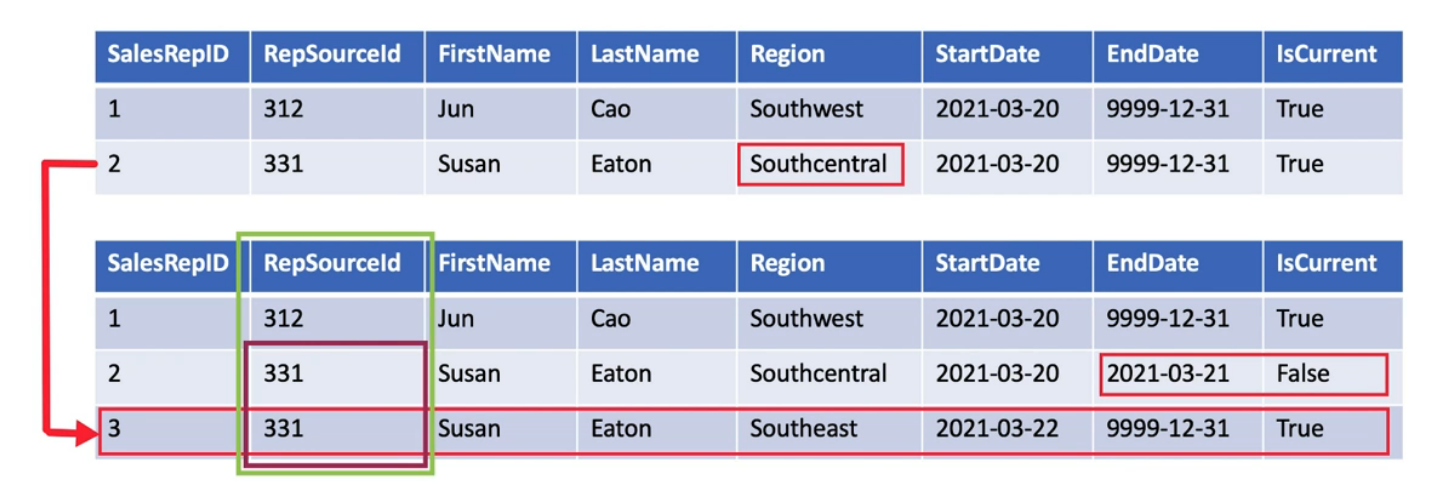 SalesRepID RepSourceId FirstName LastName Region StartDate EndDate IsCurrent
1 312 Jun Cao Southwest 2021-03-20 9999-12-31 True
2 331 Susan Eaton Southcentral 2021-03-20 9999-12-31 True
SalesRepID RepSourceId FirstName LastName Region StartDate EndDate IsCurrent
1 312 Jun Cao Southwest 2021-03-20 9999-12-31 True
2 331 Susan Eaton Southcentral 2021-03-20 2021-03-21 False
3 331 Susan Eaton Southeast 2021-03-22 9999-12-31 True